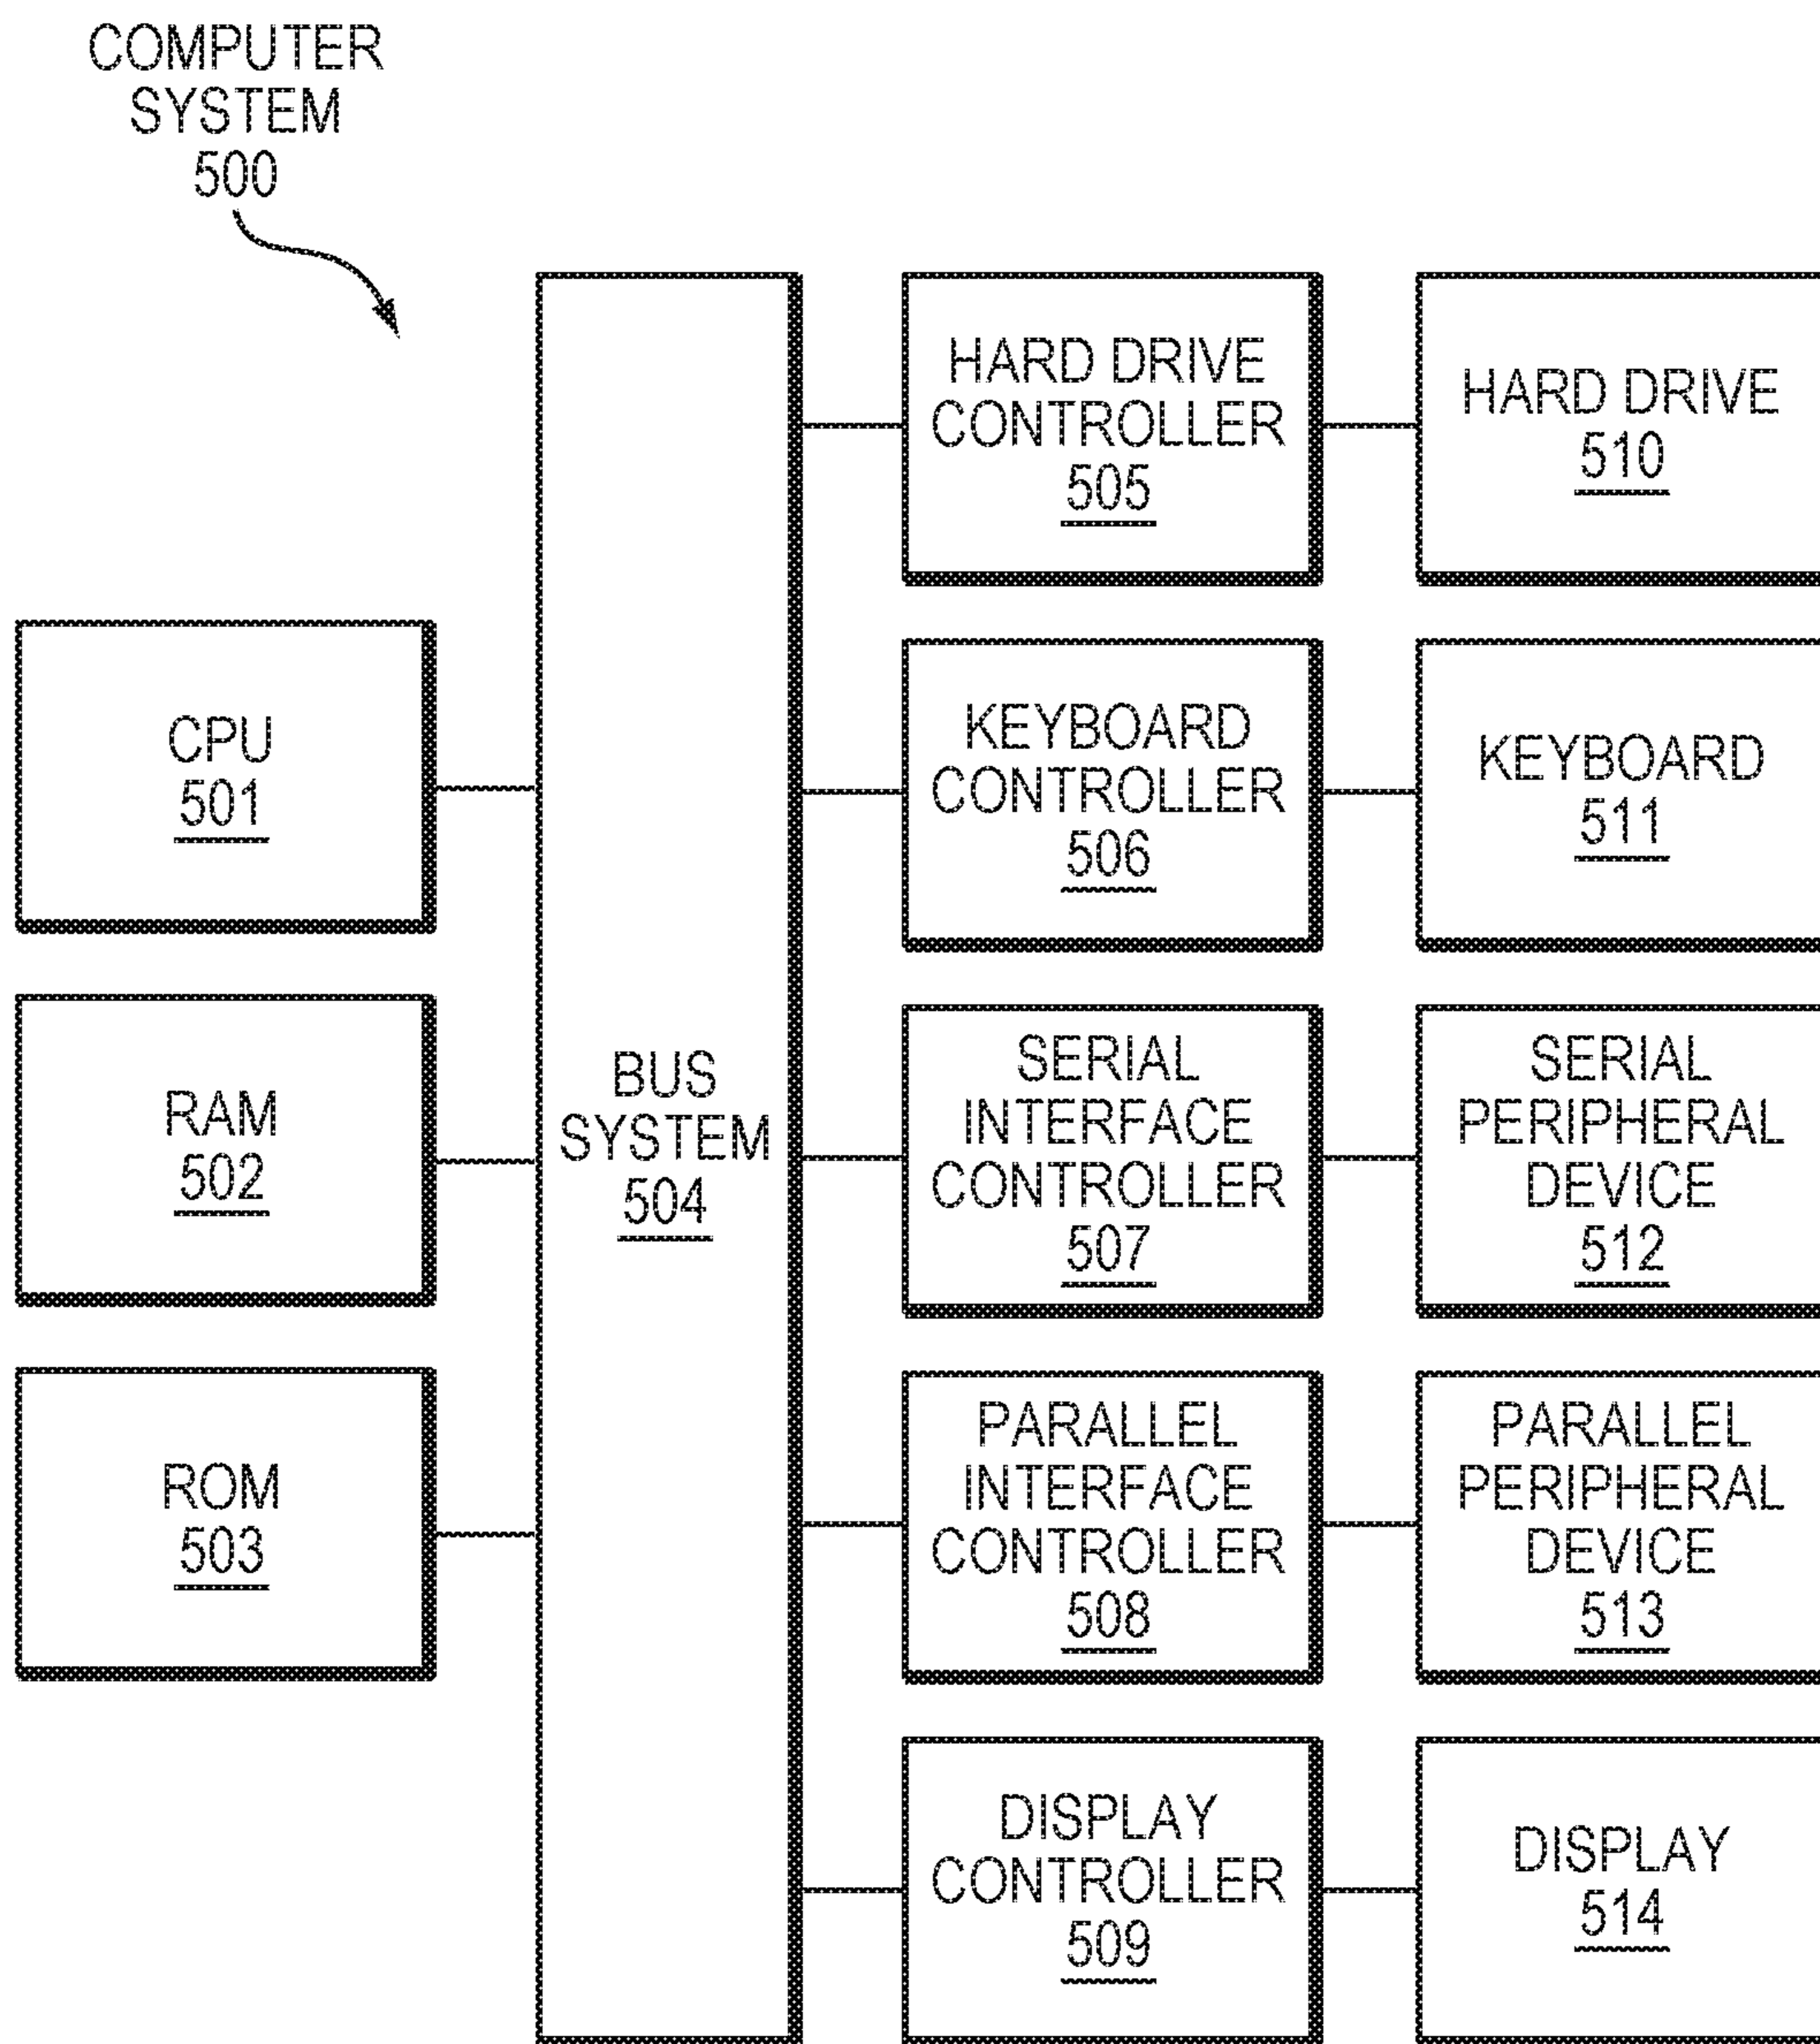 COMPUTER
SYSTEM
500
HARD DRIVE
CONTROLLER
505
HARD DRIVE
510
CPU
501
KEYBOARD
CONTROLLER
506
KEYBOARD
511
RAM
502
BUS
SYSTEM
504
SERIAL
INTERFACE
CONTROLLER
507
SERIAL
PERIPHERAL
DEVICE
512
ROM
503
PARALLEL
INTERFACE
CONTROLLER
508
PARALLEL
PERIPHERAL
DEVICE
513
DISPLAY
CONTROLLER
509
DISPLAY
514